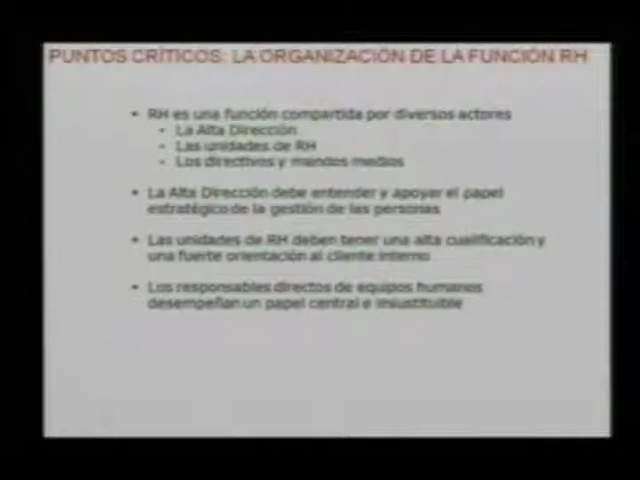 PUNTOS CRÍTICOS: LA ORGANIZACIÓN DE LA FUNCIÓN RH
• RH es una función compartida por diversos actores
• La Alta Dirección
• Las unidades de RH
• Los directivos y mandos medios
• La Alta Dirección debe entender y apoyar el papel
estratégico de la gestión de las personas
• Las unidades de RH deben tener una alta cualificación y
una fuerte orientación al cliente interno
• Los responsables directos de equipos humanos
desempeñan un papel central e insustituible